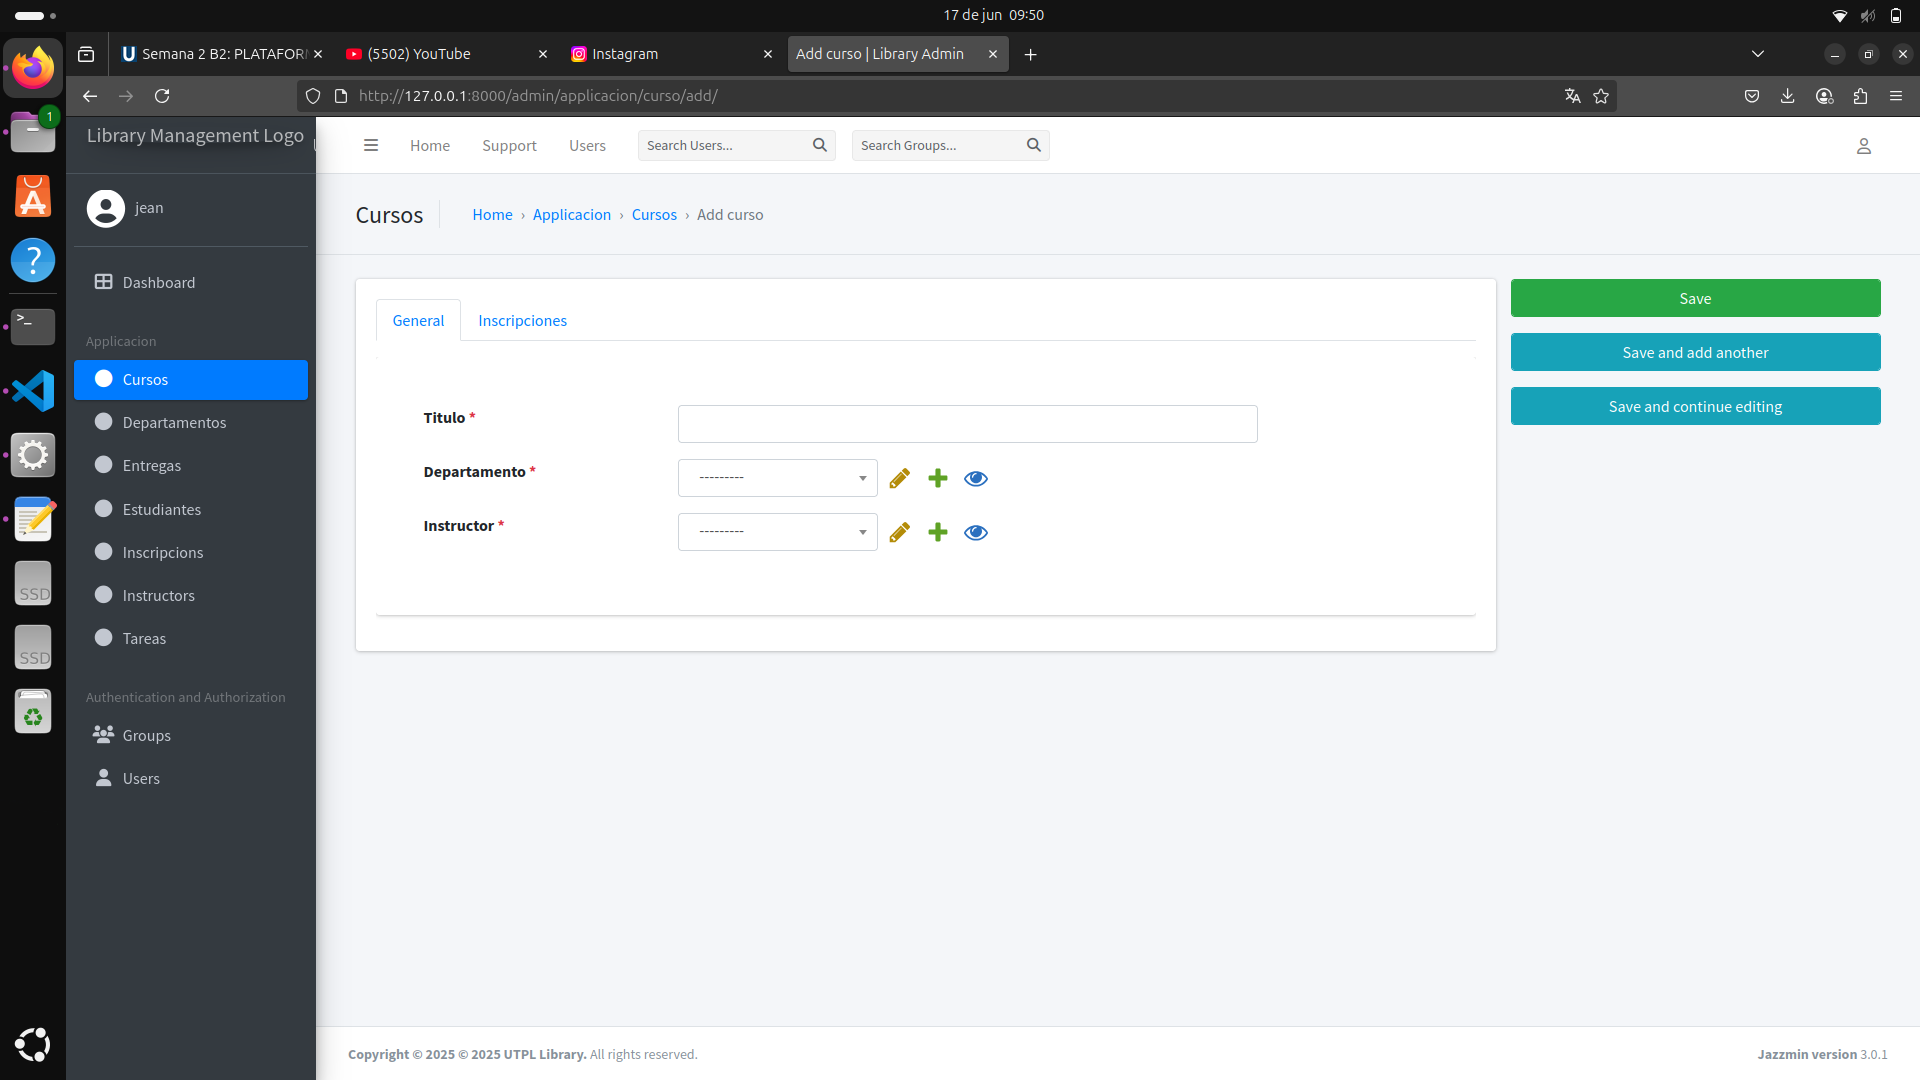 17 de jun 09:50
Semana 2 B2: PLATAFOR
(5502) YouTube
Instagram
Add curso | Library Admin
http://127.0.0.1:8000/admin/applicacion/curso/add/
1
Library Management Logo
Home
Support
Users
Search Users...
Search Groups...
jean
Cursos
Home › Applicacion › Cursos › Add curso
Dashboard
Applicacion
Cursos
Departamentos
Entregas
Estudiantes
Inscripcions
Instructors
Tareas
Authentication and Authorization
Groups
Users
General
Inscripciones
Titulo *
Departamento *
---------
Instructor *
---------
Save
Save and add another
Save and continue editing
SSD
SSD
Copyright © 2025 © 2025 UTPL Library. All rights reserved.
Jazzmin version 3.0.1